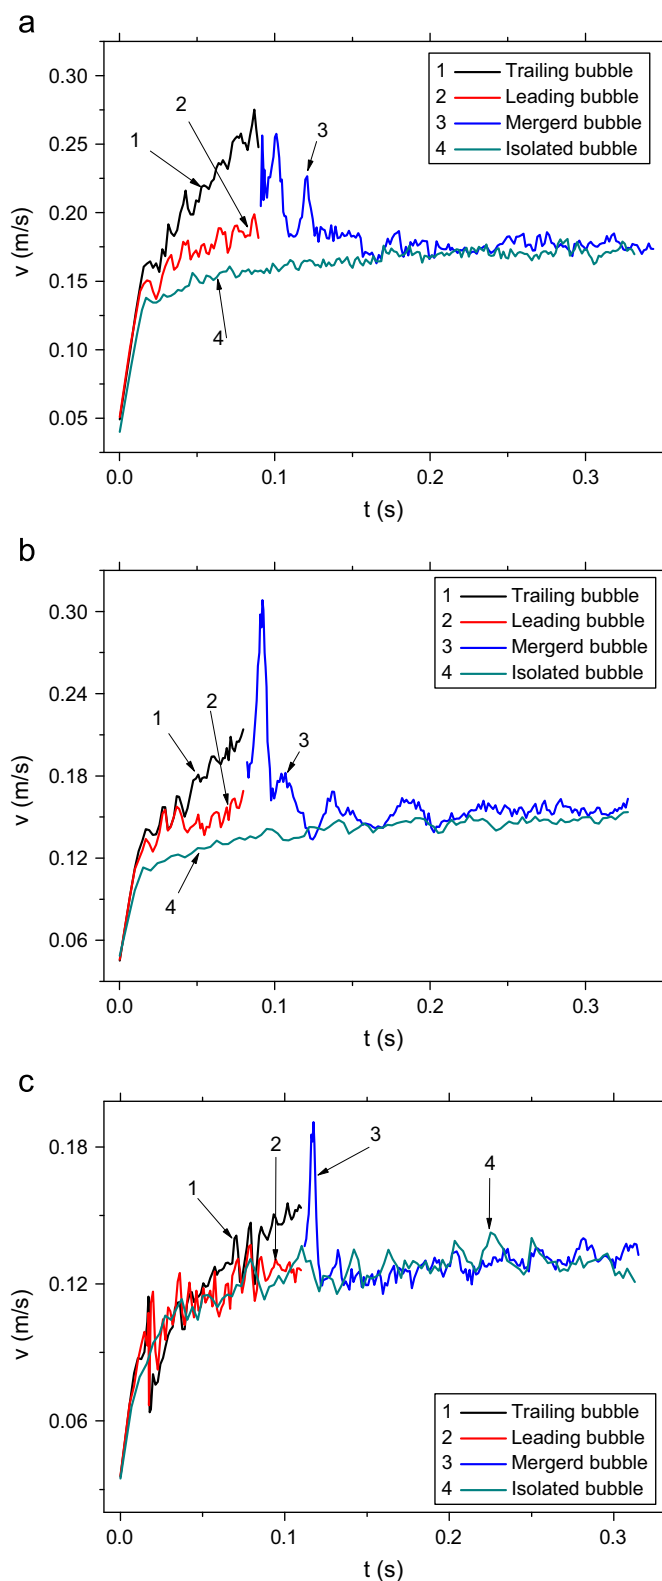 a
0.30
0.25
0.20
0.15
0.10
0.05
v (m/s)
0.0
0.1
0.2
0.3
t (s)
1 Trailing bubble
2 Leading bubble
3 Mergerd bubble
4 Isolated bubble
1
2
3
4
b
0.30
0.24
0.18
0.12
0.06
v (m/s)
0.0
0.1
0.2
0.3
t (s)
1 Trailing bubble
2 Leading bubble
3 Mergerd bubble
4 Isolated bubble
1
2
3
4
c
0.18
0.12
0.06
v (m/s)
0.0
0.1
0.2
0.3
t (s)
1
2
3
4
1 Trailing bubble
2 Leading bubble
3 Mergerd bubble
4 Isolated bubble